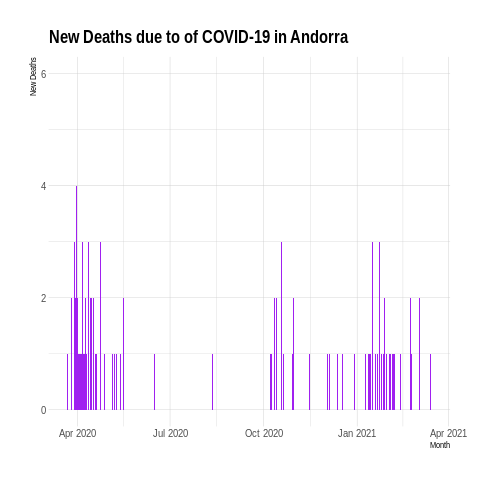 New Deaths due to of COVID-19 in Andorra
New Deaths
6
4
2
0
Apr 2020
Jul 2020
Oct 2020
Jan 2021
Apr 2021
Month